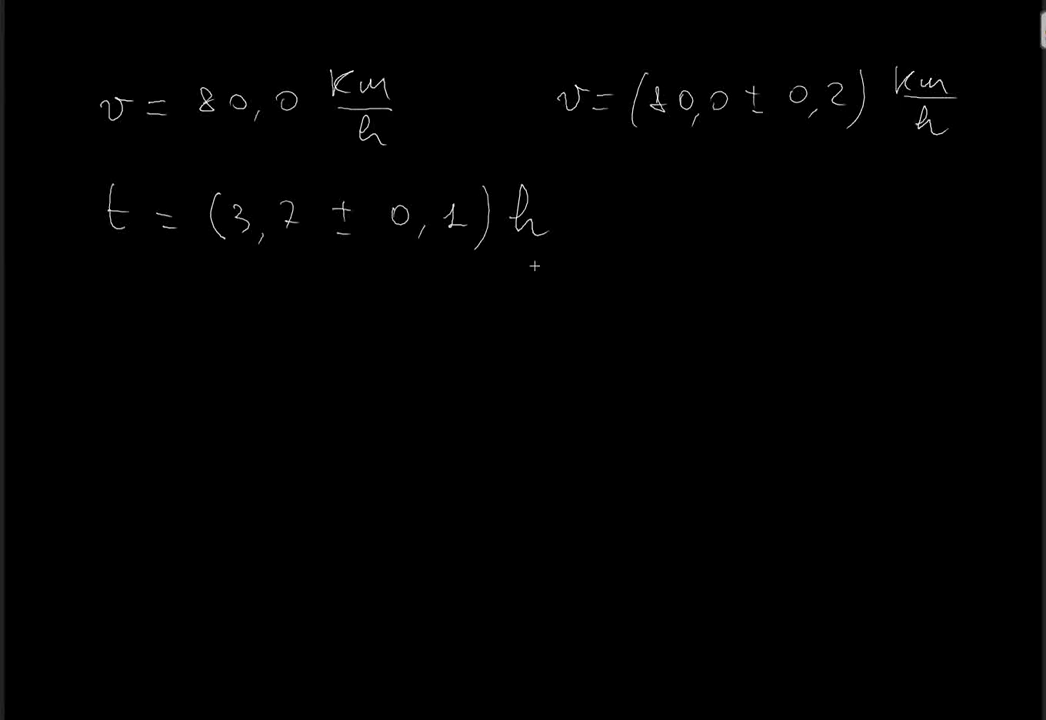 v = 80,0 Km/h v = (80,0 ± 0,2) Km/h
t = (3,7 ± 0,1) h